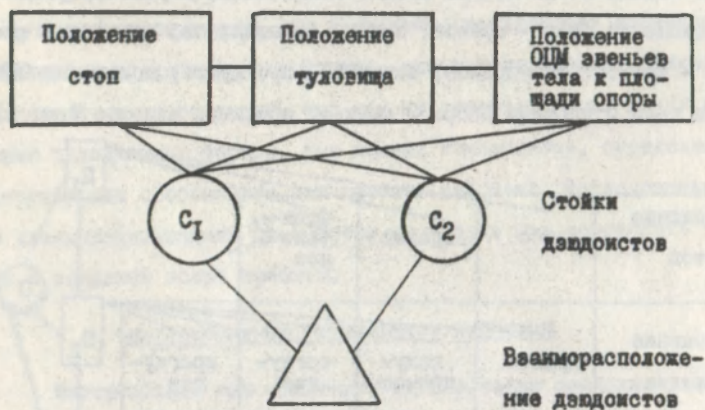 Положение
стоп
Положение
туловища
Положение
ОЦМ звеньев
тела к пло-
щади опоры
C₁
C₂
Стойки
дзюдоистов
Взаиморасположе-
ние дзюдоистов